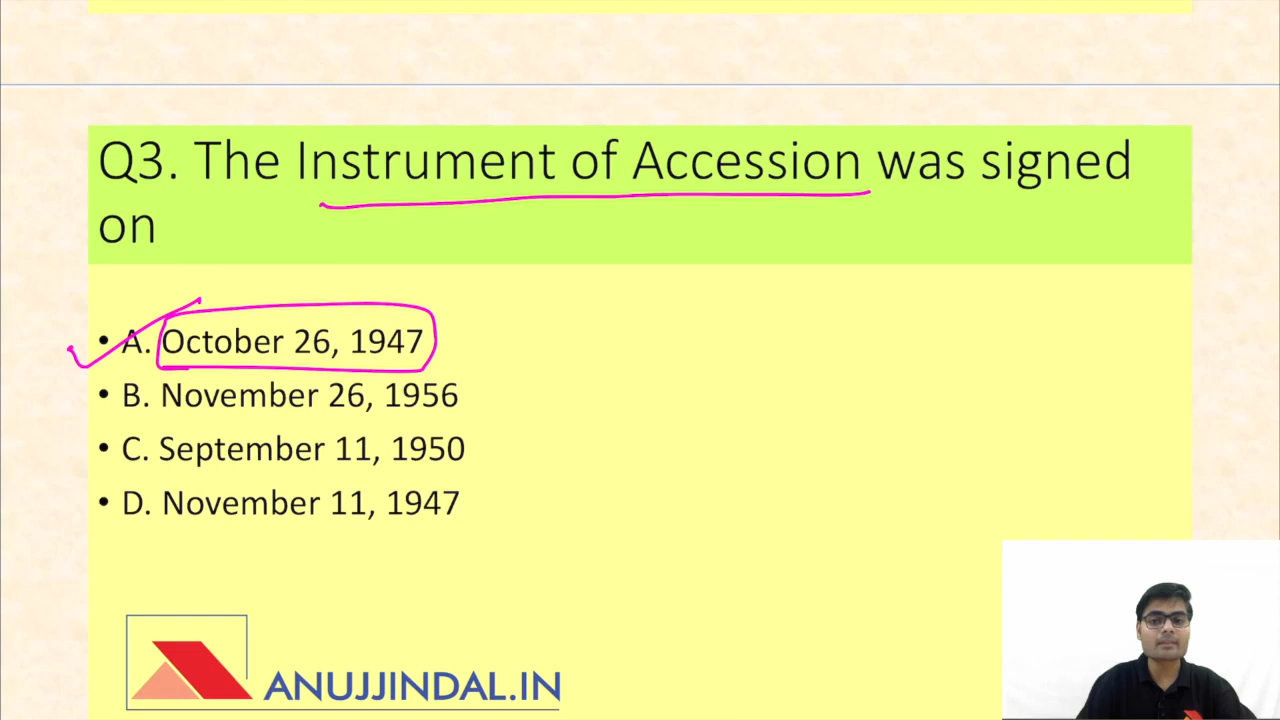 Q3. The Instrument of Accession was signed
on
• A. October 26, 1947
• B. November 26, 1956
• C. September 11, 1950
• D. November 11, 1947
ANUJJINDAL.IN